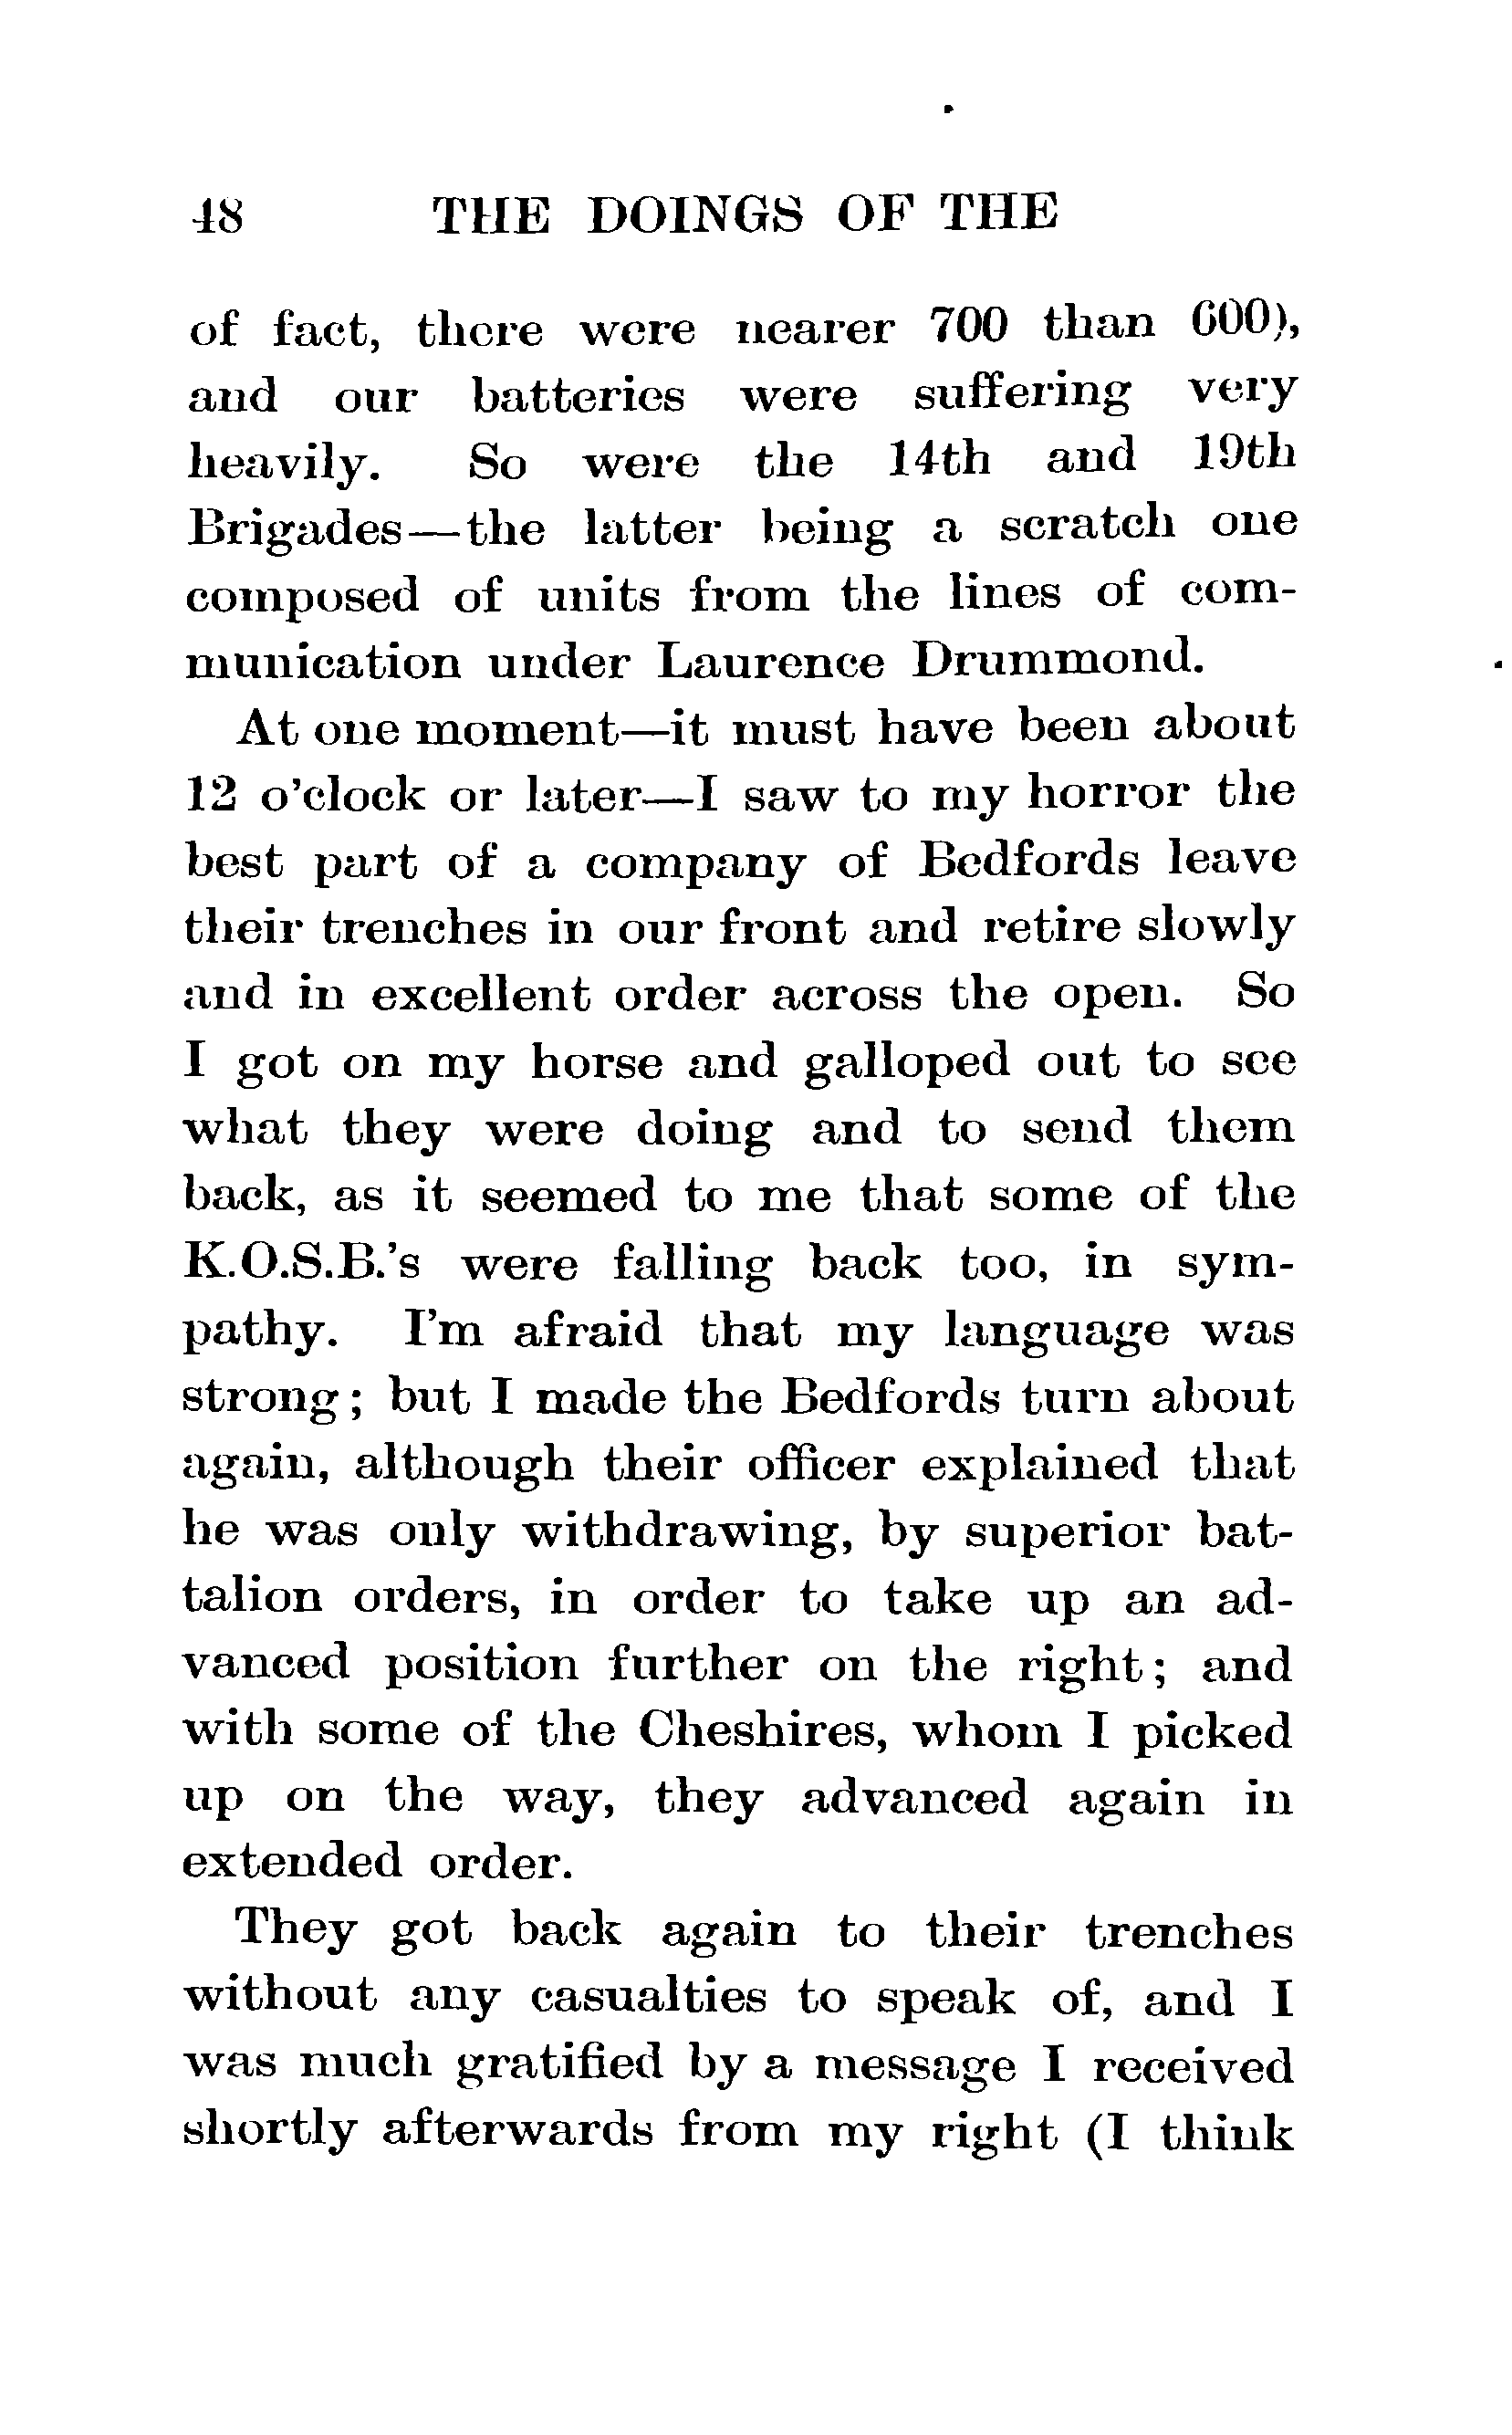 48 THE DOINGS OF THE
of fact, there were nearer 700 than 600),
and our batteries were suffering very
heavily. So were the 14th and 19th
Brigades—the latter being a scratch one
composed of units from the lines of com-
munication under Laurence Drummond.
At one moment—it must have been about
12 o'clock or later—I saw to my horror the
best part of a company of Bedfords leave
their trenches in our front and retire slowly
and in excellent order across the open. So
I got on my horse and galloped out to see
what they were doing and to send them
back, as it seemed to me that some of the
K.O.S.B.'s were falling back too, in sym-
pathy. I'm afraid that my language was
strong; but I made the Bedfords turn about
again, although their officer explained that
he was only withdrawing, by superior bat-
talion orders, in order to take up an ad-
vanced position further on the right; and
with some of the Cheshires, whom I picked
up on the way, they advanced again in
extended order.
They got back again to their trenches
without any casualties to speak of, and I
was much gratified by a message I received
shortly afterwards from my right (I think